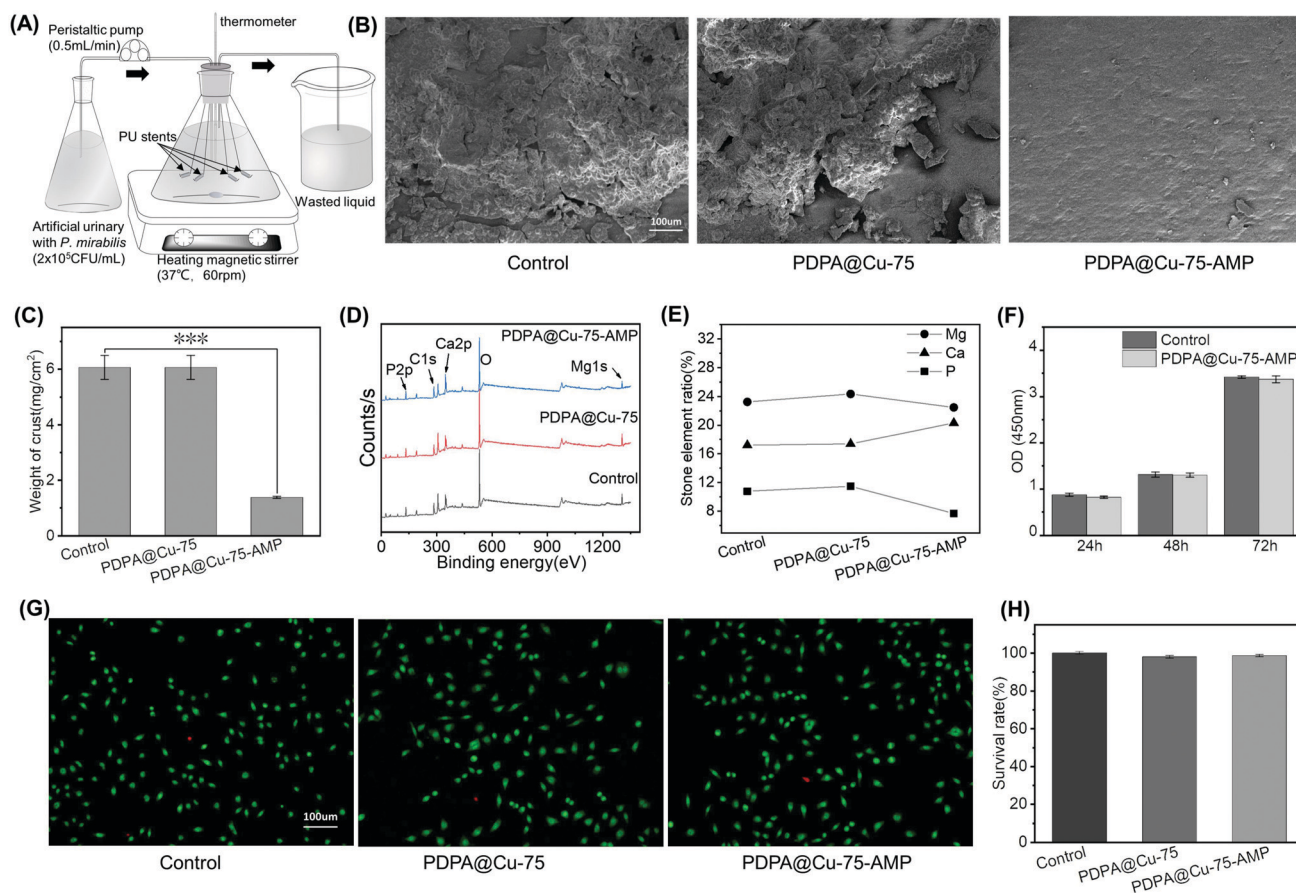 (A)
thermometer
Peristaltic pump
(0.5mL/min)
PU stents
Wasted liquid
Artificial urinary
with P. mirabilis
(2x10⁵CFU/mL)
Heating magnetic stirrer
(37℃, 60rpm)
(B)
100um
Control
PDPA@Cu-75
PDPA@Cu-75-AMP
(C)
Weight of crust(mg/cm²)
8
6
4
2
0
***
Control
PDPA@Cu-75
PDPA@Cu-75-AMP
(D)
Counts/s
PDPA@Cu-75-AMP
Ca2p
C1s
P2p
O
Mg1s
PDPA@Cu-75
Control
0
300
600
900
1200
Binding energy(eV)
(E)
Stone element ratio(%)
32
28
24
20
16
12
8
Mg
Ca
P
Control
PDPA@Cu-75
PDPA@Cu-75-AMP
(F)
OD (450nm)
4
3
2
1
0
Control
PDPA@Cu-75-AMP
24h
48h
72h
(G)
100um
Control
PDPA@Cu-75
PDPA@Cu-75-AMP
(H)
Survival rate(%)
100
80
60
40
20
0
Control
PDPA@Cu-75
PDPA@Cu-75-AMP